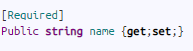 [Required]
Public string name {get;set;}